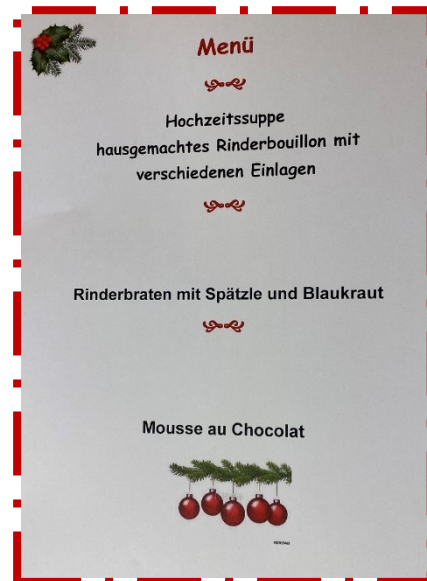 Menü
Hochzeitssuppe
hausgemachtes Rinderbouillon mit
verschiedenen Einlagen
Rinderbraten mit Spätzle und Blaukraut
Mousse au Chocolat